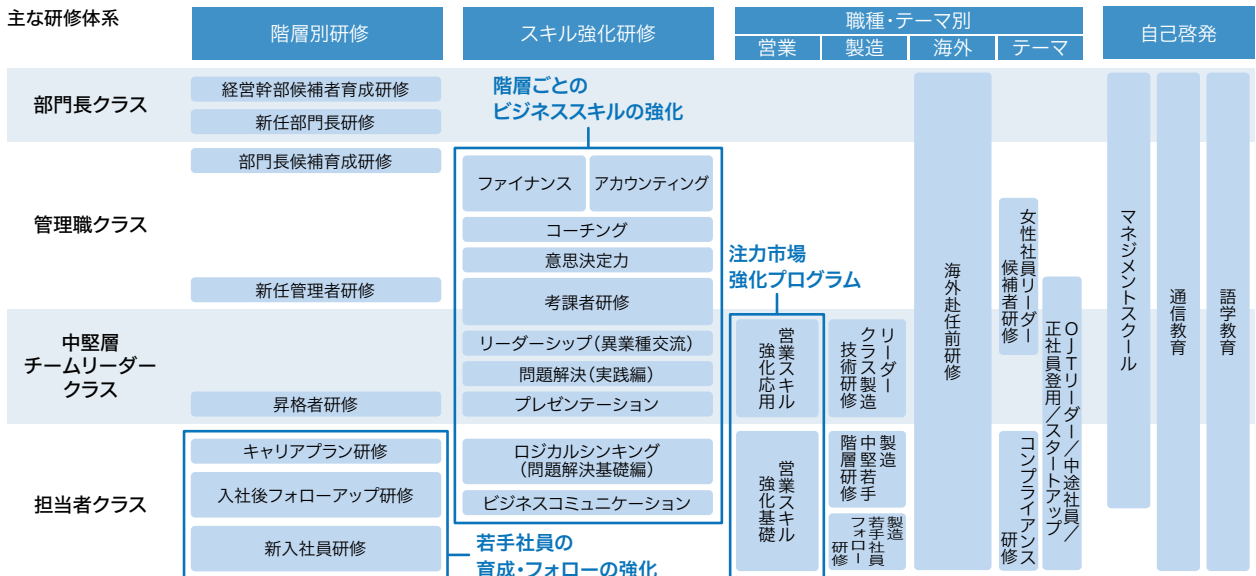 主な研修体系
階層別研修
スキル強化研修
職種・テーマ別
営業
製造
海外
テーマ
自己啓発
部門長クラス
経営幹部候補者育成研修
新任部門長研修
管理職クラス
部門長候補育成研修
新任管理者研修
中堅層
チームリーダー
クラス
昇格者研修
担当者クラス
キャリアプラン研修
入社後フォローアップ研修
新入社員研修
若手社員の
育成・フォローの強化
階層ごとの
ビジネススキルの強化
ファイナンス
アカウンティング
コーチング
意思決定力
考課者研修
リーダーシップ(異業種交流)
問題解決(実践編)
プレゼンテーション
ロジカルシンキング
(問題解決基礎編)
ビジネスコミュニケーション
注力市場
強化プログラム
営業スキル
強化応用
営業スキル
強化基礎
リーダー
クラス製造
技術研修
製造
中堅若手
階層研修
製造
若手社員
フォロー
研修
海外赴任前研修
女性社員リーダー
候補者研修
OJTリーダー/中途社員/
正社員登用/スタートアップ
コンプライアンス
研修
マネジメントスクール
通信教育
語学教育